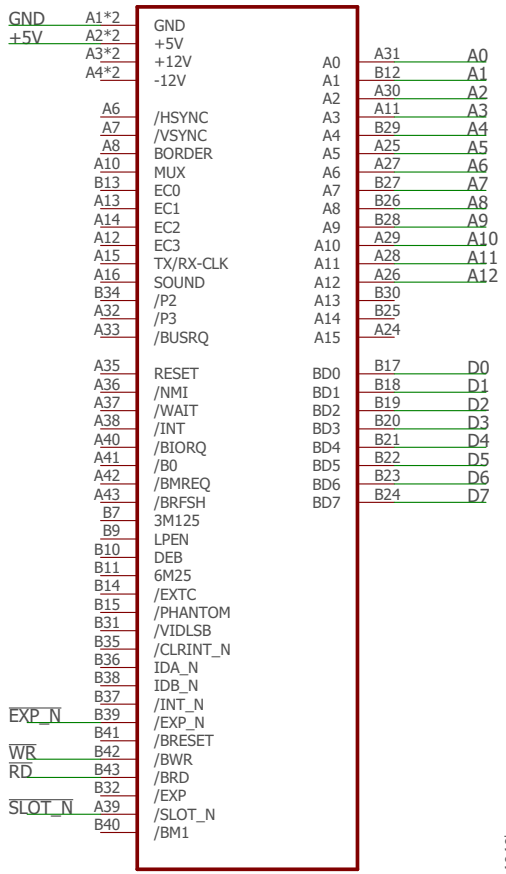 GND A1*2 GND
+5V A2*2 +5V
A3*2 +12V
A4*2 -12V
A6 /HSYNC
A7 /VSYNC
A8 BORDER
A10 MUX
B13 EC0
A13 EC1
A14 EC2
A12 EC3
A15 TX/RX-CLK
A16 SOUND
B34 /P2
A32 /P3
A33 /BUSRQ
A35 RESET
A36 /NMI
A37 /WAIT
A38 /INT
A40 /BIORQ
A41 /B0
A42 /BMREQ
A43 /BRFSH
B7 3M125
B9 LPEN
B10 DEB
B11 6M25
B14 /EXTC
B15 /PHANTOM
B31 /VIDLSB
B35 /CLRINT_N
B36 IDA_N
B38 IDB_N
B37 /INT_N
EXP_N B39 /EXP_N
B41 /BRESET
WR B42 /BWR
RD B43 /BRD
B32 /EXP
SLOT_N A39 /SLOT_N
B40 /BM1
A0 A31 A0
A1 B12 A1
A2 A30 A2
A3 A11 A3
A4 B29 A4
A5 A25 A5
A6 A27 A6
A7 B27 A7
A8 B26 A8
A9 B28 A9
A10 A29 A10
A11 A28 A11
A12 A26 A12
A13 B30
A14 B25
A15 A24
BD0 B17 D0
BD1 B18 D1
BD2 B19 D2
BD3 B20 D3
BD4 B21 D4
BD5 B22 D5
BD6 B23 D6
BD7 B24 D7